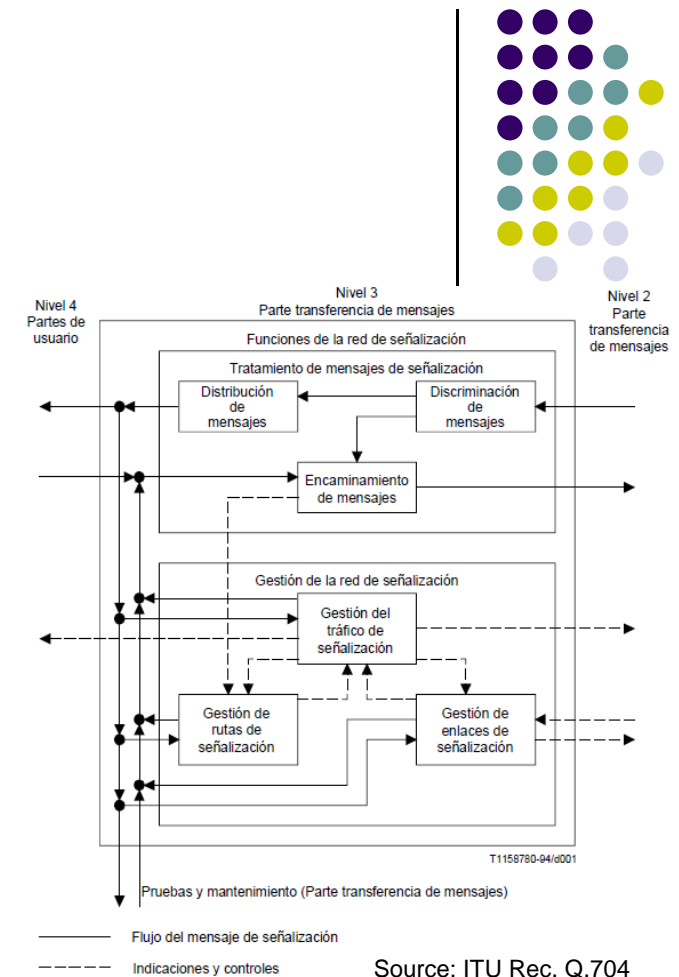 Nivel 4
Partes de
usuario
Nivel 3
Parte transferencia de mensajes
Nivel 2
Parte
transferencia
de mensajes
Funciones de la red de señalización
Tratamiento de mensajes de señalización
Distribución
de
mensajes
Discriminación
de
mensajes
Encaminamiento
de mensajes
Gestión de la red de señalización
Gestión del
tráfico de
señalización
Gestión de
rutas de
señalización
Gestión de
enlaces de
señalización
T1158780-94/d001
Pruebas y mantenimiento (Parte transferencia de mensajes)
Flujo del mensaje de señalización
Indicaciones y controles
Source: ITU Rec. Q.704